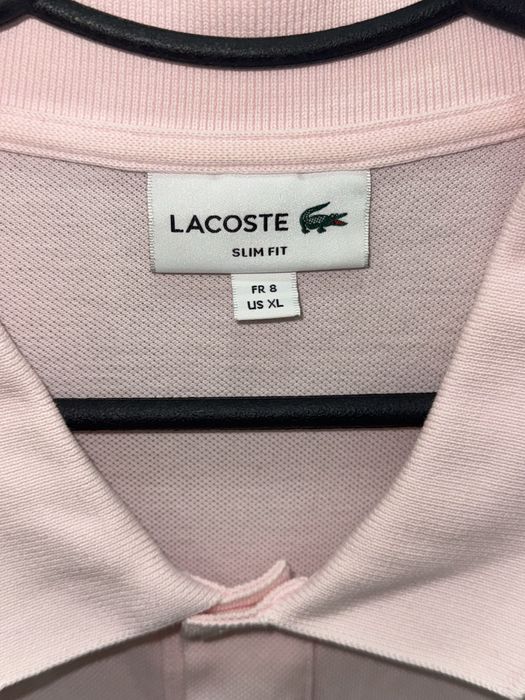 LACOSTE
SLIM FIT
FR 8
US XL